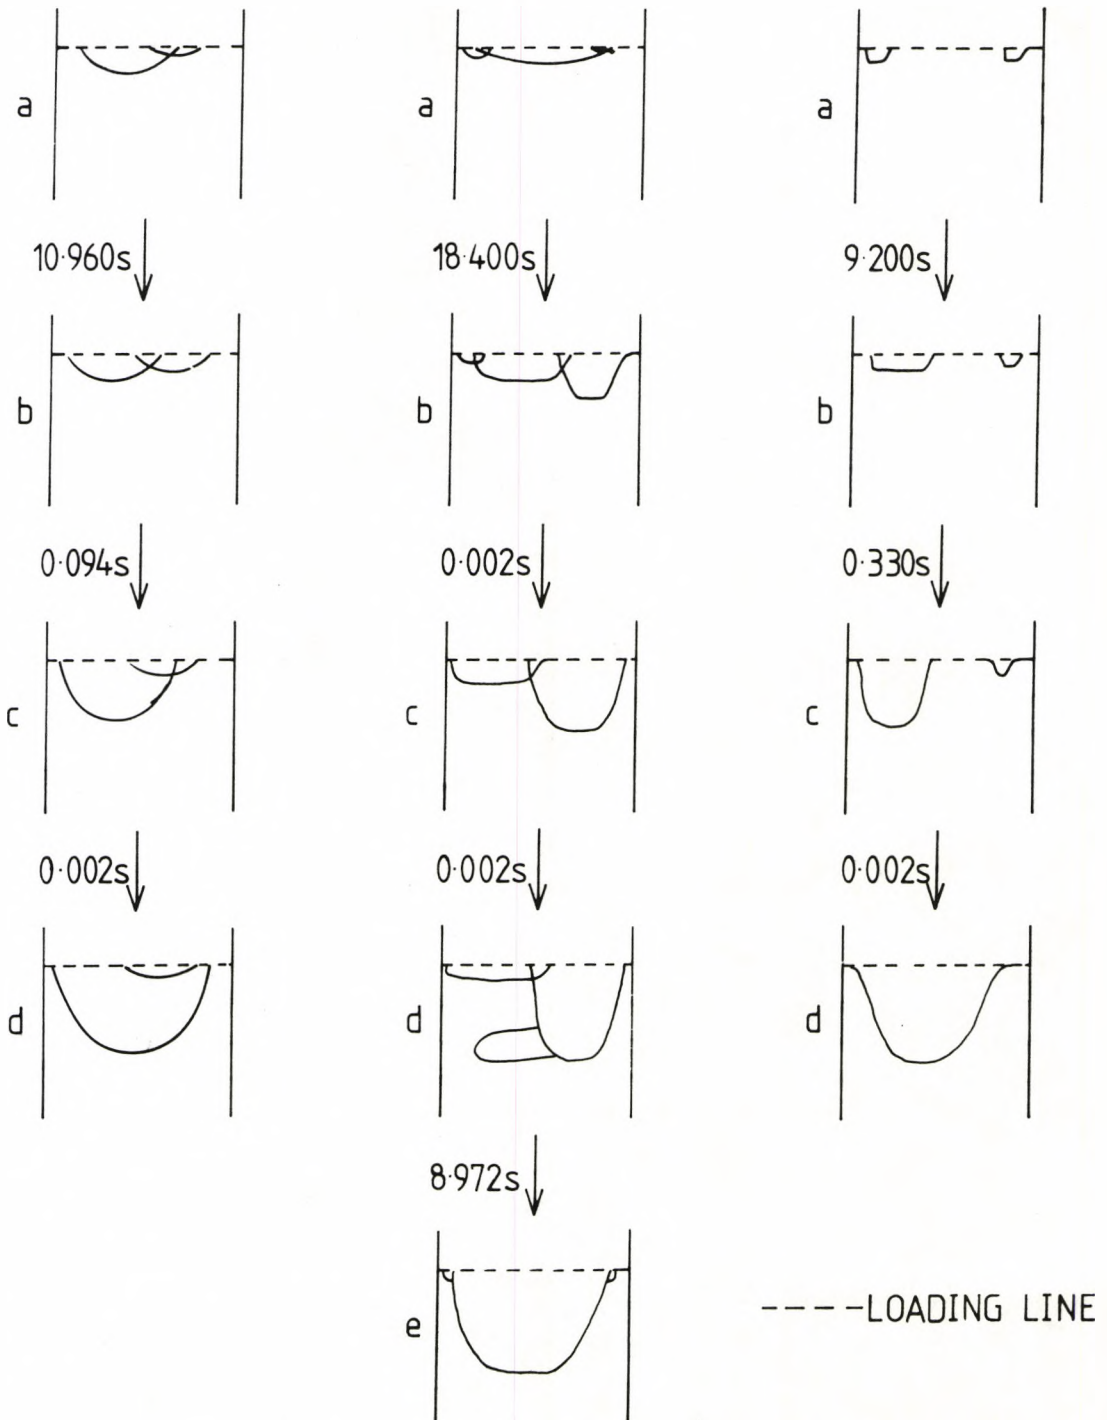 a a a
10·960s 18·400s 9·200s
b b b
0·094s 0·002s 0·330s
c c c
0·002s 0·002s 0·002s
d d d
8·972s
e
LOADING LINE